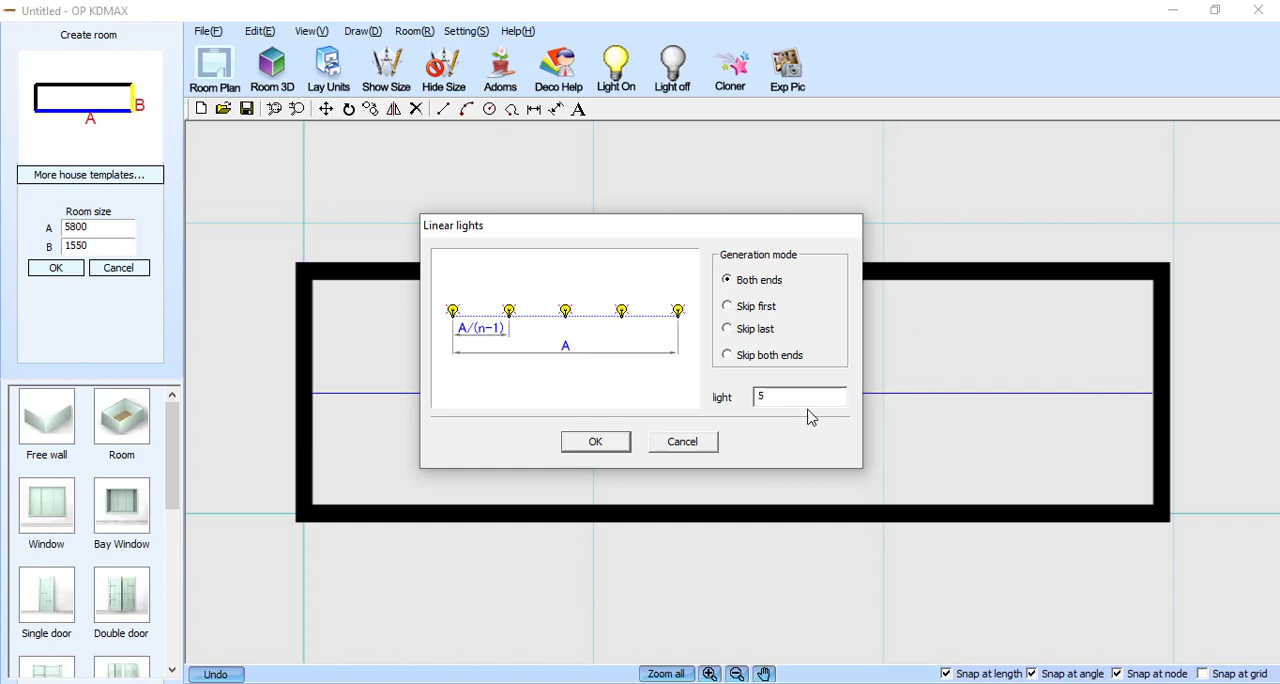 Untitled - OP KDMAX
Create room
File(F) Edit(E) View(V) Draw(D) Room(R) Setting(S) Help(H)
Room Plan Room 3D Lay Units Show Size Hide Size Adoms Deco Help Light On Light off Cloner Exp Pic
B
A
A
More house templates...
Room size
A 5800
B 1550
OK Cancel
Linear lights
Generation mode
Both ends
Skip first
Skip last
Skip both ends
A/(n-1)
A
light 5
OK Cancel
Free wall Room
Window Bay Window
Single door Double door
Undo Zoom all Snap at length Snap at angle Snap at node Snap at grid